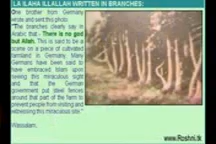 LA ILAHA ILLALLAH WRITTEN IN BRANCHES:
One brother from Germany
wrote and sent this photo.
"The branches clearly say in
Arabic that - There is no god
but Allah. This is said to be a
scene on a piece of cultivated
farmland in Germany. Many
Germans have been said to
have embraced Islam upon
seeing this miraculous sight
and that the German
government put steel fences
around that part of the farm to
prevent people from visiting and
witnessing this miraculous site."
Wassalam.
www.Roshni.tk